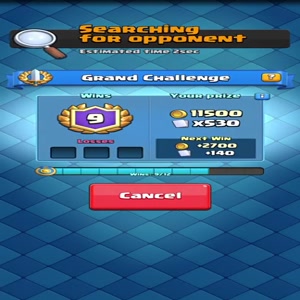 Searching
for opponent
Estimated time 2sec
Grand Challenge
Wins
9
Losses
Your prize
11500
x530
Next Win
+2700
+140
Wins 9/12
Cancel